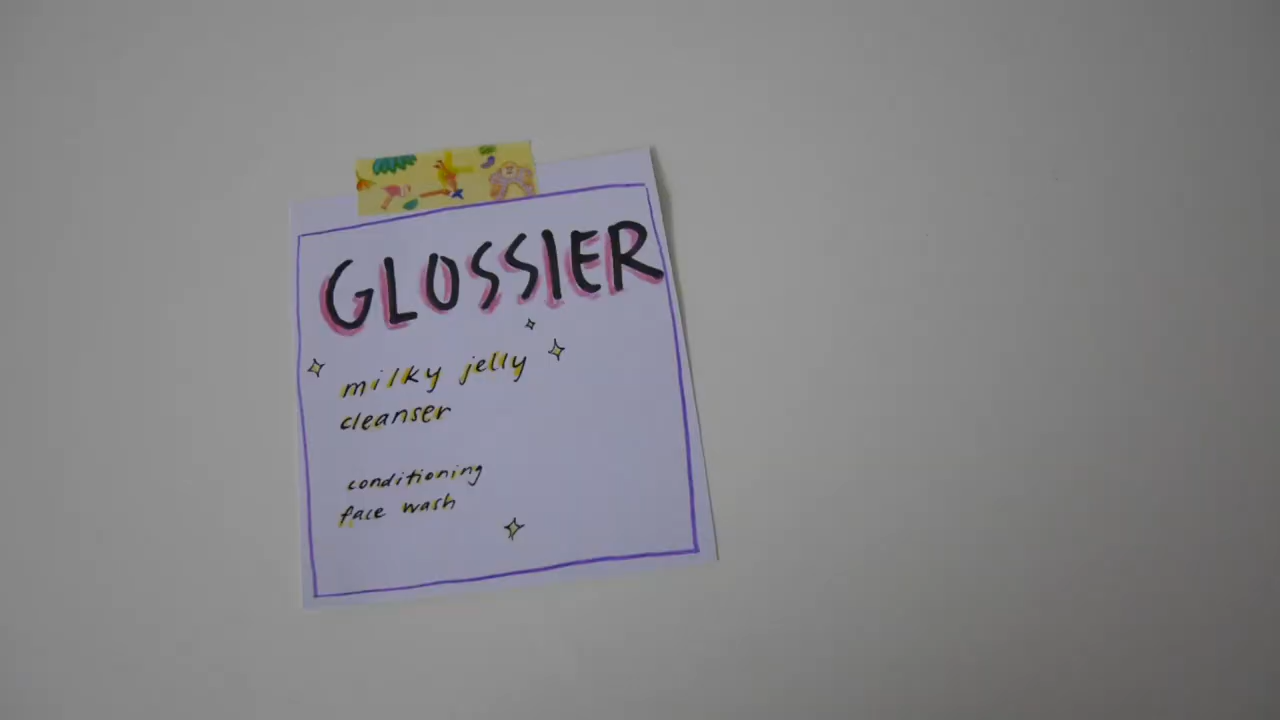 GLOSSIER
milky jelly
cleanser
conditioning
face wash